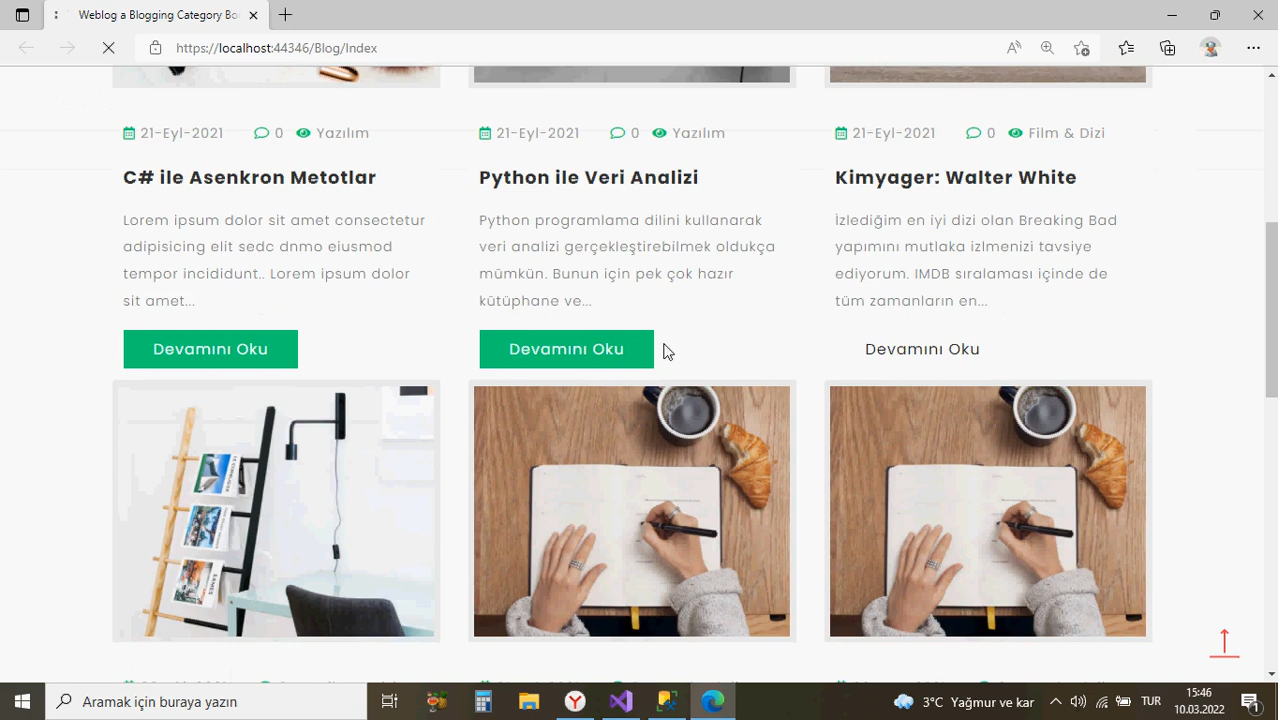 Weblog a Blogging Category Bo
https://localhost:44346/Blog/Index
21-Eyl-2021 0 Yazılım
C# ile Asenkron Metotlar
Lorem ipsum dolor sit amet consectetur
adipisicing elit sedc dnmo eiusmod
tempor incididunt.. Lorem ipsum dolor
sit amet...
Devamını Oku
21-Eyl-2021 0 Yazılım
Python ile Veri Analizi
Python programlama dilini kullanarak
veri analizi gerçekleştirebilmek oldukça
mümkün. Bunun için pek çok hazır
kütüphane ve...
Devamını Oku
21-Eyl-2021 0 Film & Dizi
Kimyager: Walter White
İzlediğim en iyi dizi olan Breaking Bad
yapımını mutlaka izlmenizi tavsiye
ediyorum. IMDB sıralaması içinde de
tüm zamanların en...
Devamını Oku
Aramak için buraya yazın
3°C Yağmur ve kar
TUR
15:46
10.03.2022
1